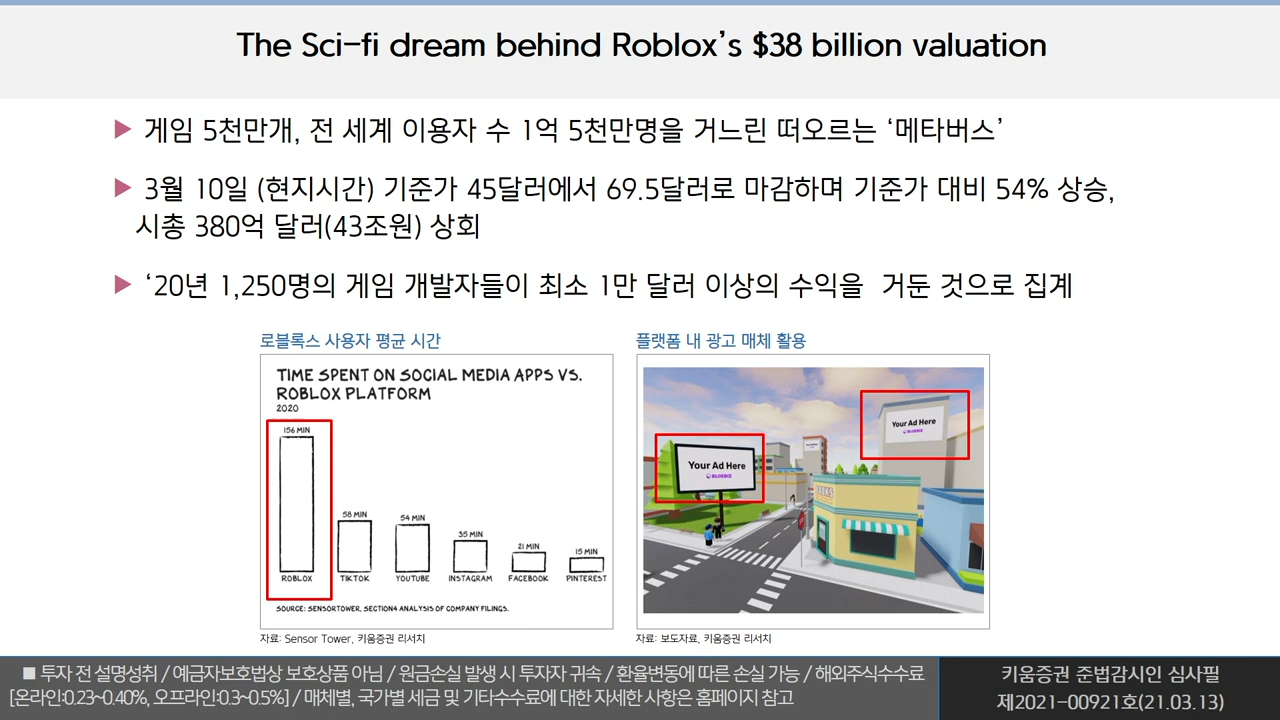 The Sci-fi dream behind Roblox's $38 billion valuation
▶ 게임 5천만개, 전 세계 이용자 수 1억 5천만명을 거느린 떠오르는 '메타버스'
▶ 3월 10일 (현지시간) 기준가 45달러에서 69.5달러로 마감하며 기준가 대비 54% 상승,
시총 380억 달러(43조원) 상회
▶ '20년 1,250명의 게임 개발자들이 최소 1만 달러 이상의 수익을 거둔 것으로 집계
로블록스 사용자 평균 시간
TIME SPENT ON SOCIAL MEDIA APPS VS.
ROBLOX PLATFORM
2020
156 MIN
58 MIN
54 MIN
35 MIN
21 MIN
15 MIN
ROBLOX
TIKTOK
YOUTUBE
INSTAGRAM
FACEBOOK
PINTEREST
SOURCE: SENSORTOWER, SECTION4 ANALYSIS OF COMPANY FILINGS.
자료: Sensor Tower, 키움증권 리서치
플랫폼 내 광고 매체 활용
Your Ad Here
BLOXBIZ
Your Ad Here
BLOXBIZ
자료: 보도자료, 키움증권 리서치
■ 투자 전 설명성취 / 예금자보호법상 보호상품 아님 / 원금손실 발생 시 투자자 귀속 / 환율변동에 따른 손실 가능 / 해외주식수수료
[온라인:0.23~0.40%, 오프라인:0.3~0.5%] / 매체별, 국가별 세금 및 기타수수료에 대한 자세한 사항은 홈페이지 참고
키움증권 준법감시인 심사필
제2021-00921호(21.03.13)